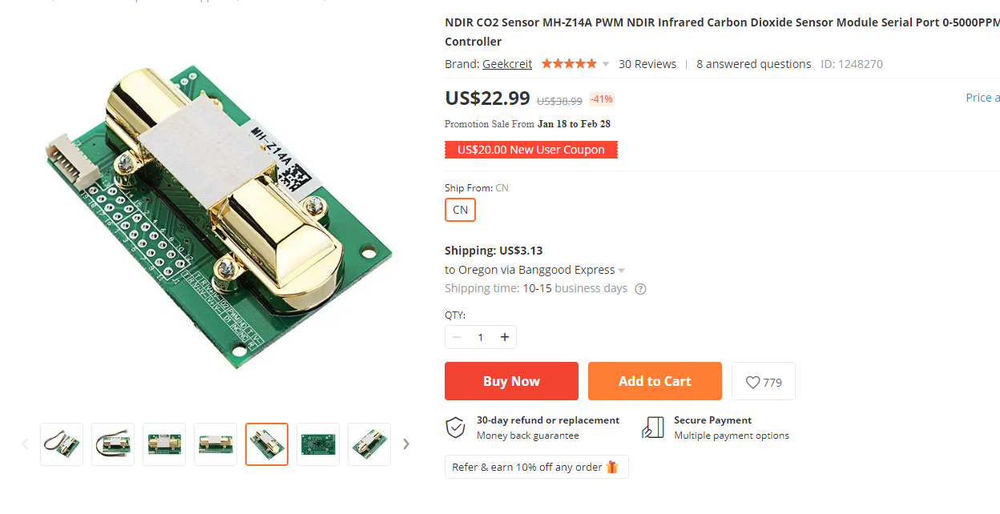 NDIR CO2 Sensor MH-Z14A PWM NDIR Infrared Carbon Dioxide Sensor Module Serial Port 0-5000PPM
Controller
Brand: Geekcreit 30 Reviews | 8 answered questions ID: 1248270
US$22.99 US$38.99 -41%
Price a
Promotion Sale From Jan 18 to Feb 28
US$20.00 New User Coupon
Ship From: CN
CN
Shipping: US$3.13
to Oregon via Banggood Express
Shipping time: 10-15 business days ?
QTY:
1 +
Buy Now
Add to Cart
779
30-day refund or replacement
Money back guarantee
Secure Payment
Multiple payment options
Refer & earn 10% off any order
MH-Z14A